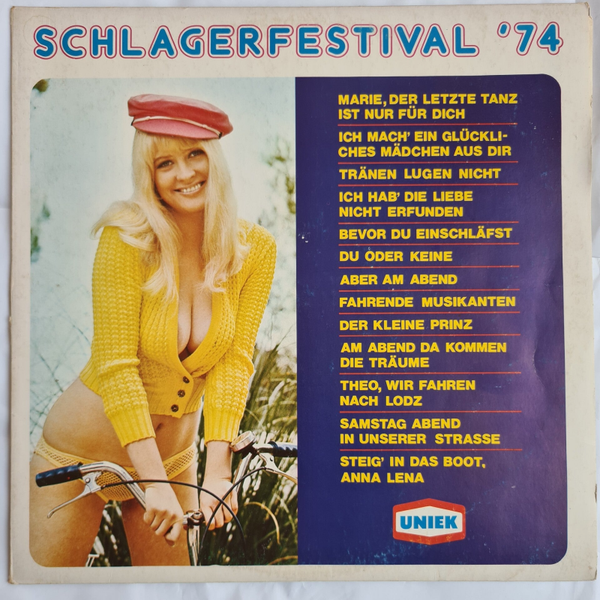 SCHLAGERFESTIVAL '74
MARIE, DER LETZTE TANZ
IST NUR FÜR DICH
ICH MACH' EIN GLÜCKLI-
CHES MÄDCHEN AUS DIR
TRÄNEN LUGEN NICHT
ICH HAB' DIE LIEBE
NICHT ERFUNDEN
BEVOR DU EINSCHLÄFST
DU ODER KEINE
ABER AM ABEND
FAHRENDE MUSIKANTEN
DER KLEINE PRINZ
AM ABEND DA KOMMEN
DIE TRÄUME
THEO, WIR FAHREN
NACH LODZ
SAMSTAG ABEND
IN UNSERER STRASSE
STEIG' IN DAS BOOT,
ANNA LENA
UNIEK